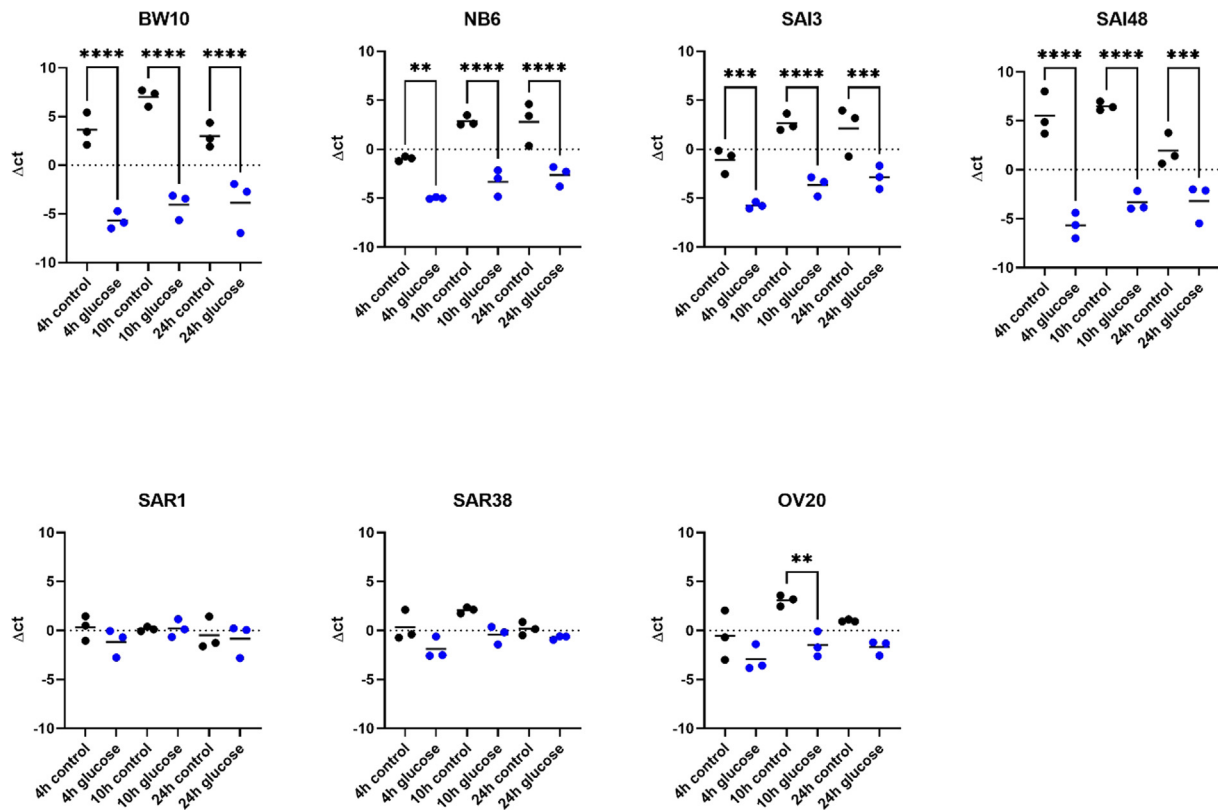 BW10
**** **** ****
10
5
0
-5
-10
Δct
4h control
4h glucose
10h control
10h glucose
24h control
24h glucose
NB6
** **** ****
10
5
0
-5
-10
Δct
4h control
4h glucose
10h control
10h glucose
24h control
24h glucose
SAI3
*** **** ***
10
5
0
-5
-10
Δct
4h control
4h glucose
10h control
10h glucose
24h control
24h glucose
SAI48
**** **** ***
10
5
0
-5
-10
Δct
4h control
4h glucose
10h control
10h glucose
24h control
24h glucose
SAR1
10
5
0
-5
-10
Δct
4h control
4h glucose
10h control
10h glucose
24h control
24h glucose
SAR38
10
5
0
-5
-10
Δct
4h control
4h glucose
10h control
10h glucose
24h control
24h glucose
OV20
**
10
5
0
-5
-10
Δct
4h control
4h glucose
10h control
10h glucose
24h control
24h glucose